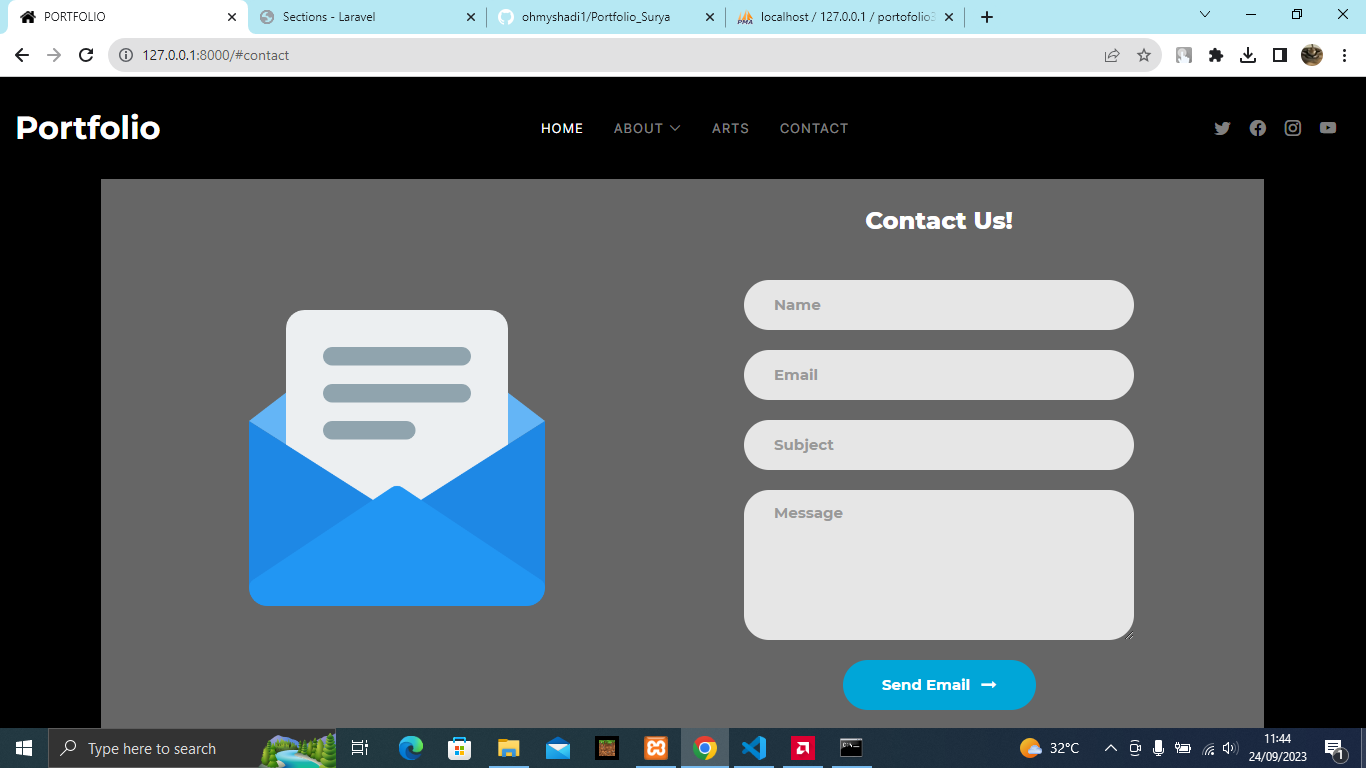 PORTFOLIO
Sections - Laravel
ohmyshadi1/Portfolio_Surya
localhost / 127.0.0.1 / portofolio3
127.0.0.1:8000/#contact
Portfolio
HOME
ABOUT
ARTS
CONTACT
Contact Us!
Name
Email
Subject
Message
Send Email
Type here to search
32°C
11:44
24/09/2023
1